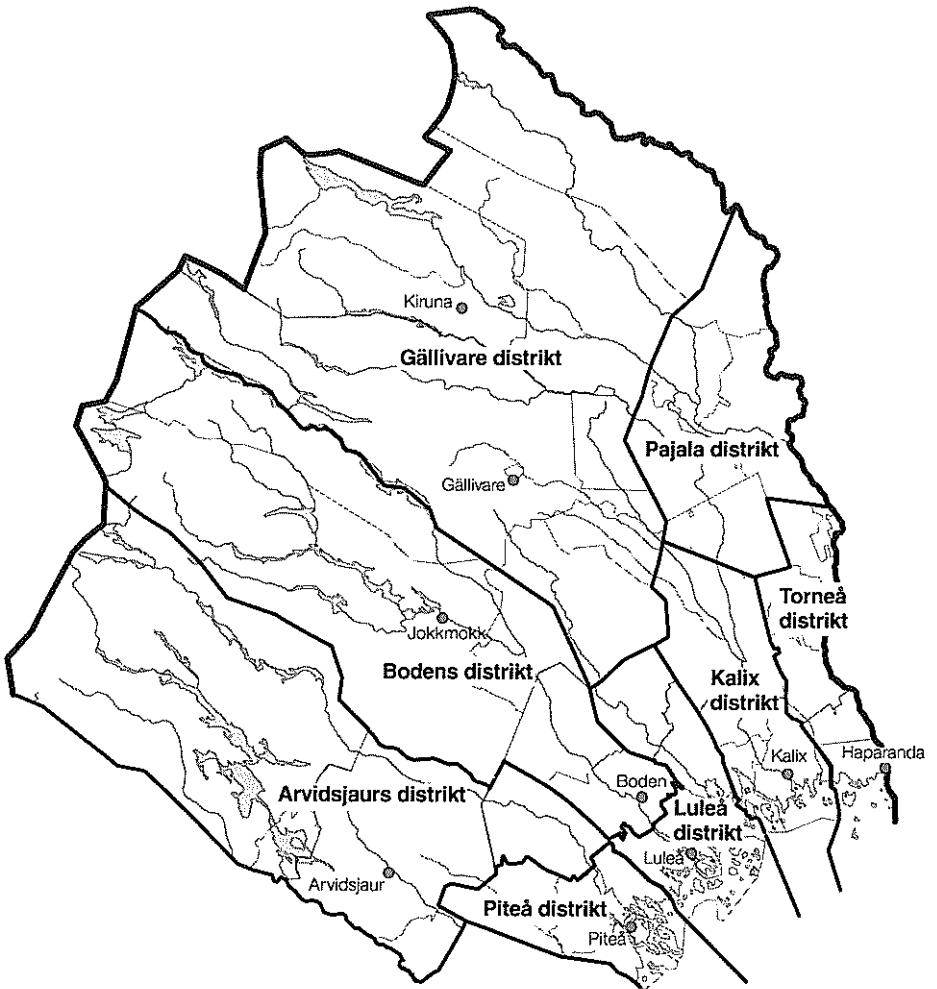 Kiruna
Gällivare distrikt
Pajala distrikt
Gällivare
Torneå
distrikt
Jokkmokk
Bodens distrikt
Kalix
distrikt
Kalix
Haparanda
Boden
Arvidsjaurs distrikt
Luleå
distrikt
Luleå
Arvidsjaur
Piteå distrikt
Piteå